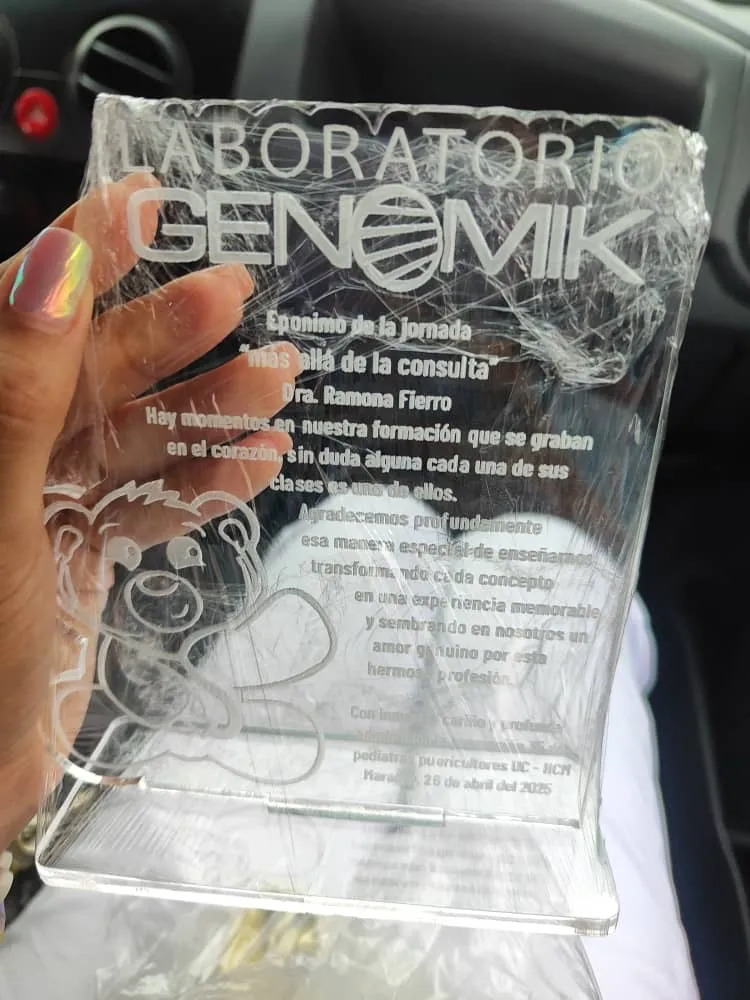 LABORATORIO
GENOMIK
Eponimo de la jornada
"más allá de la consulta"
Dra. Ramona Fierro
Hay momentos en nuestra formación que se graban
en el corazón, sin duda alguna cada una de sus
clases es uno de ellos.
Agradecemos profundamente
esa manera especial de enseñarnos
transformando cada concepto
en una experiencia memorable
y sembrando en nosotros un
amor genuino por esta
hermosa profesión.
Con cariño y profunda
pediatras puericultores UC -
26 de abril del 2025